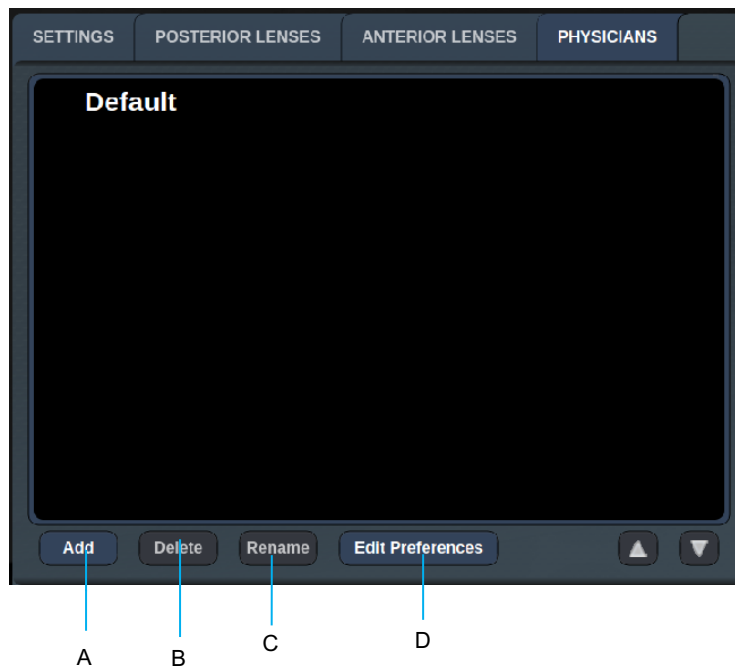 SETTINGS POSTERIOR LENSES ANTERIOR LENSES PHYSICIANS
Default
Add Delete Rename Edit Preferences
A B C D